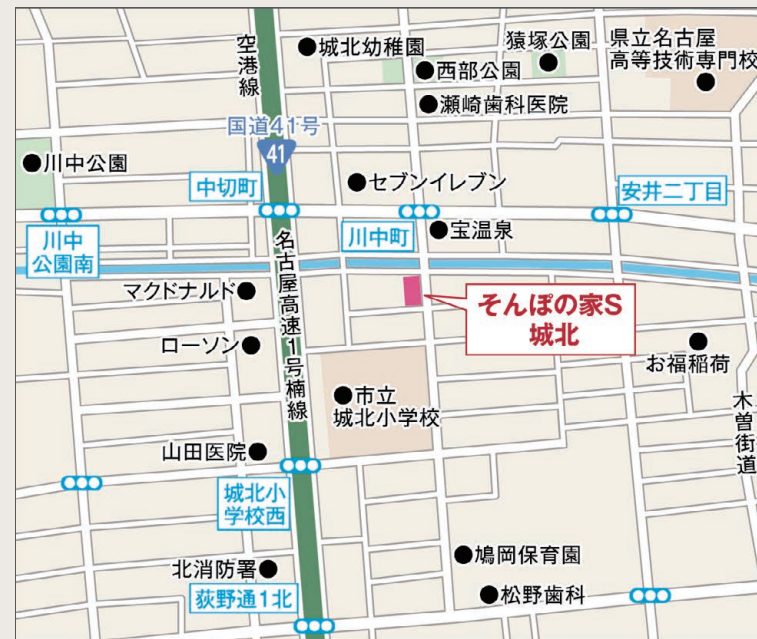 空港線
城北幼稚園
猿塚公園
県立名古屋
高等技術専門校
西部公園
瀬崎歯科医院
国道41号
41
川中公園
中切町
セブンイレブン
安井二丁目
川中
公園南
川中町
宝温泉
名古屋高速1号楠線
マクドナルド
そんぽの家S
城北
ローソン
お福稲荷
市立
城北小学校
木曽街道
山田医院
城北小
学校西
北消防署
鳩岡保育園
荻野通1北
松野歯科